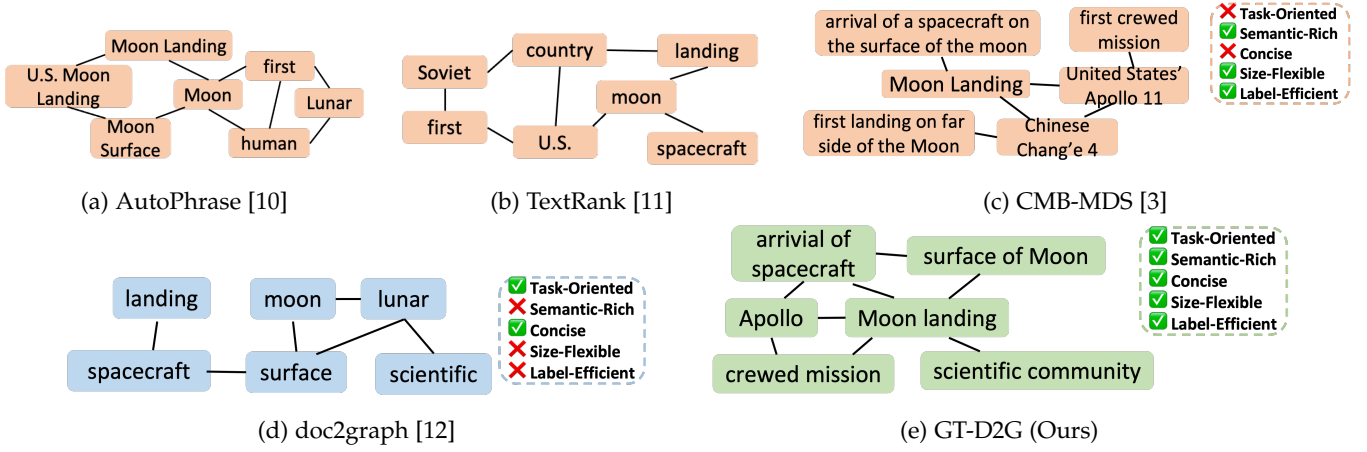 Moon Landing
U.S. Moon
Landing
Moon
Surface
Moon
first
Lunar
human
(a) AutoPhrase [10]
Soviet
country
landing
moon
first
U.S.
spacecraft
(b) TextRank [11]
arrival of a spacecraft on
the surface of the moon
first crewed
mission
Moon Landing
United States'
Apollo 11
first landing on far
side of the Moon
Chinese
Chang'e 4
❌ Task-Oriented
✅ Semantic-Rich
❌ Concise
✅ Size-Flexible
✅ Label-Efficient
(c) CMB-MDS [3]
landing
moon
lunar
spacecraft
surface
scientific
✅ Task-Oriented
❌ Semantic-Rich
✅ Concise
❌ Size-Flexible
❌ Label-Efficient
(d) doc2graph [12]
arrivial of
spacecraft
surface of Moon
Apollo
Moon landing
crewed mission
scientific community
✅ Task-Oriented
✅ Semantic-Rich
✅ Concise
✅ Size-Flexible
✅ Label-Efficient
(e) GT-D2G (Ours)